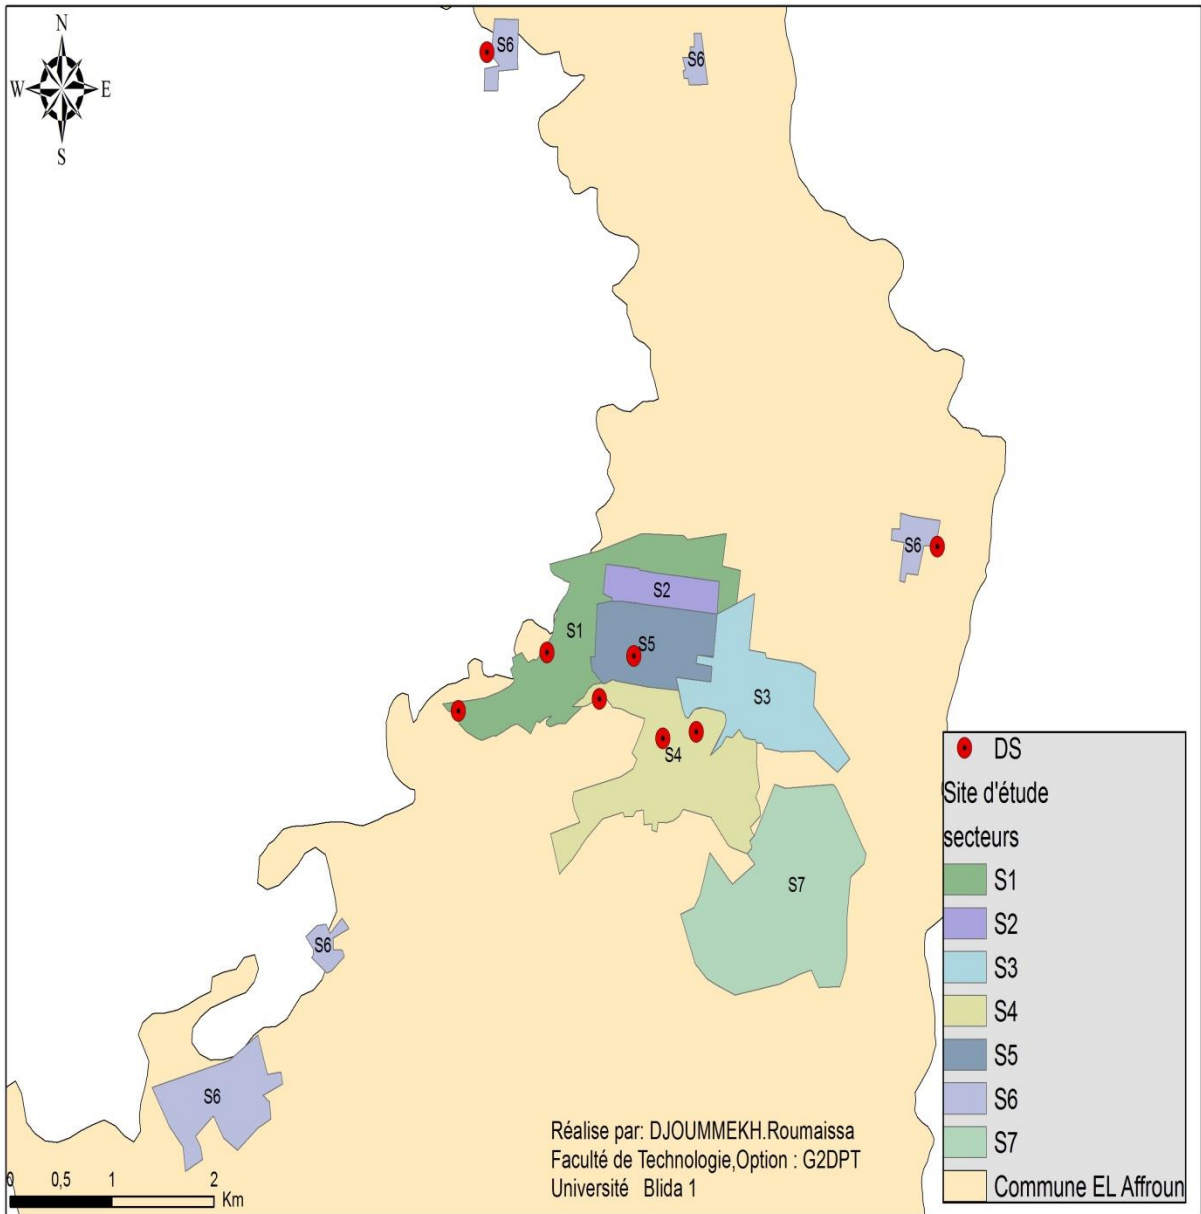 N
W E
S
S6
S6
S6
S2
S1
S5
S3
S4
S7
S6
S6
DS
Site d'étude
secteurs
S1
S2
S3
S4
S5
S6
S7
Commune EL Affroun
Réalise par: DJOUMMEKH.Roumaissa
Faculté de Technologie,Option : G2DPT
Université Blida 1
0 0,5 1 2
Km